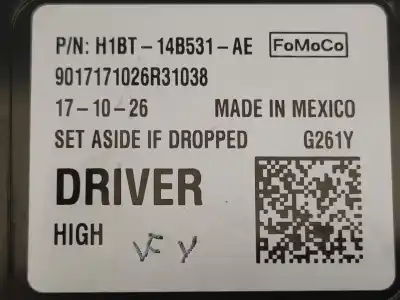 P/N: H1BT-14B531-AE FoMoCo
9017171026R31038
17-10-26 MADE IN MEXICO
SET ASIDE IF DROPPED G261Y
DRIVER
HIGH